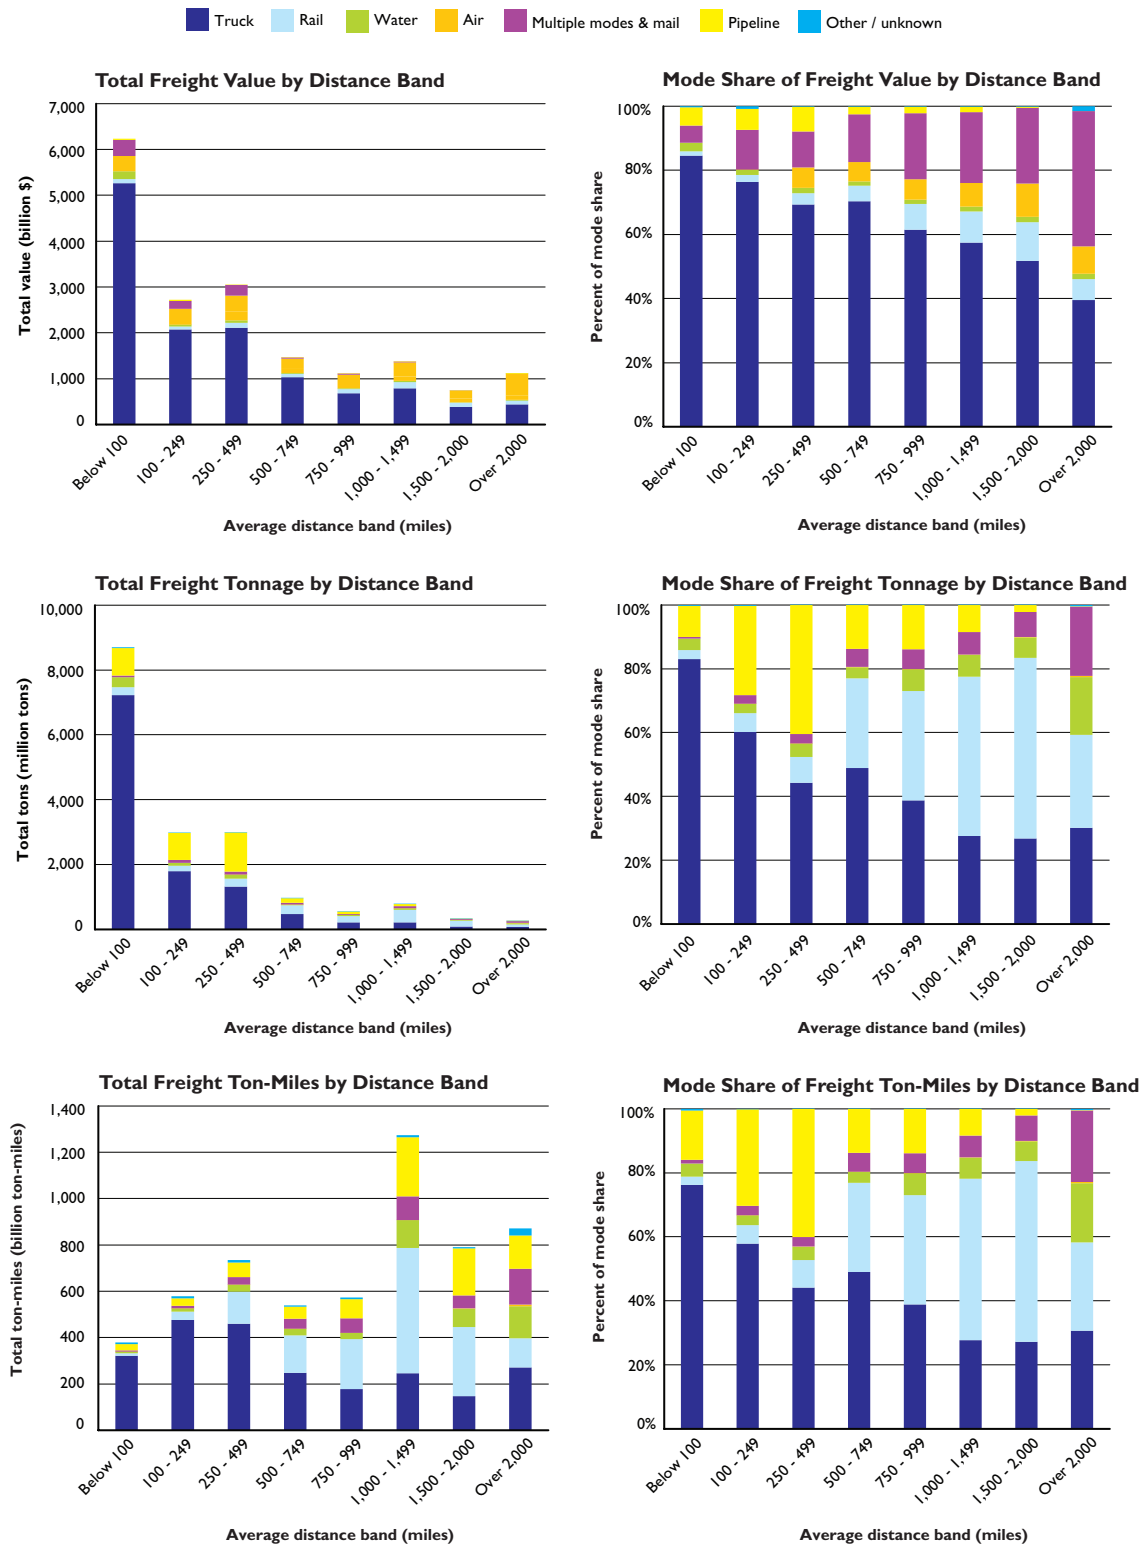 Truck Rail Water Air Multiple modes & mail Pipeline Other / unknown
Total Freight Value by Distance Band
Total value (billion $)
7,000
6,000
5,000
4,000
3,000
2,000
1,000
0
Below 100
100 - 249
250 - 499
500 - 749
750 - 999
1,000 - 1,499
1,500 - 2,000
Over 2,000
Average distance band (miles)
Mode Share of Freight Value by Distance Band
Percent of mode share
100%
80%
60%
40%
20%
0%
Below 100
100 - 249
250 - 499
500 - 749
750 - 999
1,000 - 1,499
1,500 - 2,000
Over 2,000
Average distance band (miles)
Total Freight Tonnage by Distance Band
Total tons (million tons)
10,000
8,000
6,000
4,000
2,000
0
Below 100
100 - 249
250 - 499
500 - 749
750 - 999
1,000 - 1,499
1,500 - 2,000
Over 2,000
Average distance band (miles)
Mode Share of Freight Tonnage by Distance Band
Percent of mode share
100%
80%
60%
40%
20%
0%
Below 100
100 - 249
250 - 499
500 - 749
750 - 999
1,000 - 1,499
1,500 - 2,000
Over 2,000
Average distance band (miles)
Total Freight Ton-Miles by Distance Band
Total ton-miles (billion ton-miles)
1,400
1,200
1,000
800
600
400
200
0
Below 100
100 - 249
250 - 499
500 - 749
750 - 999
1,000 - 1,499
1,500 - 2,000
Over 2,000
Average distance band (miles)
Mode Share of Freight Ton-Miles by Distance Band
Percent of mode share
100%
80%
60%
40%
20%
0%
Below 100
100 - 249
250 - 499
500 - 749
750 - 999
1,000 - 1,499
1,500 - 2,000
Over 2,000
Average distance band (miles)